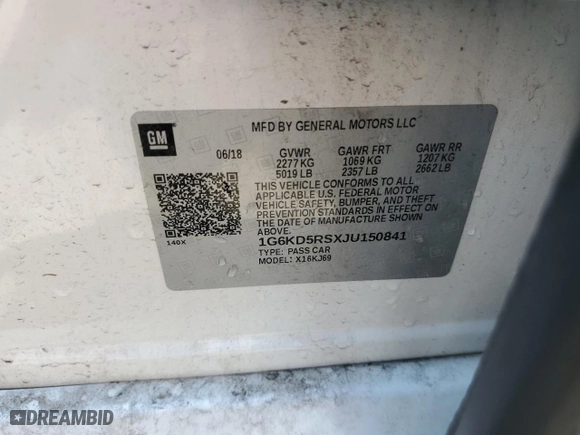 GM
MFD BY GENERAL MOTORS LLC
06/18 GVWR GAWR FRT GAWR RR
2277 KG 1069 KG 1207 KG
5019 LB 2357 LB 2662 LB
THIS VEHICLE CONFORMS TO ALL
APPLICABLE U.S. FEDERAL MOTOR
VEHICLE SAFETY, BUMPER, AND THEFT
PREVENTION STANDARDS IN EFFECT ON
THE DATE OF MANUFACTURE SHOWN
ABOVE.
140X
1G6KD5RSXJU150841
TYPE: PASS CAR
MODEL: X16KJ69
DREAMBID